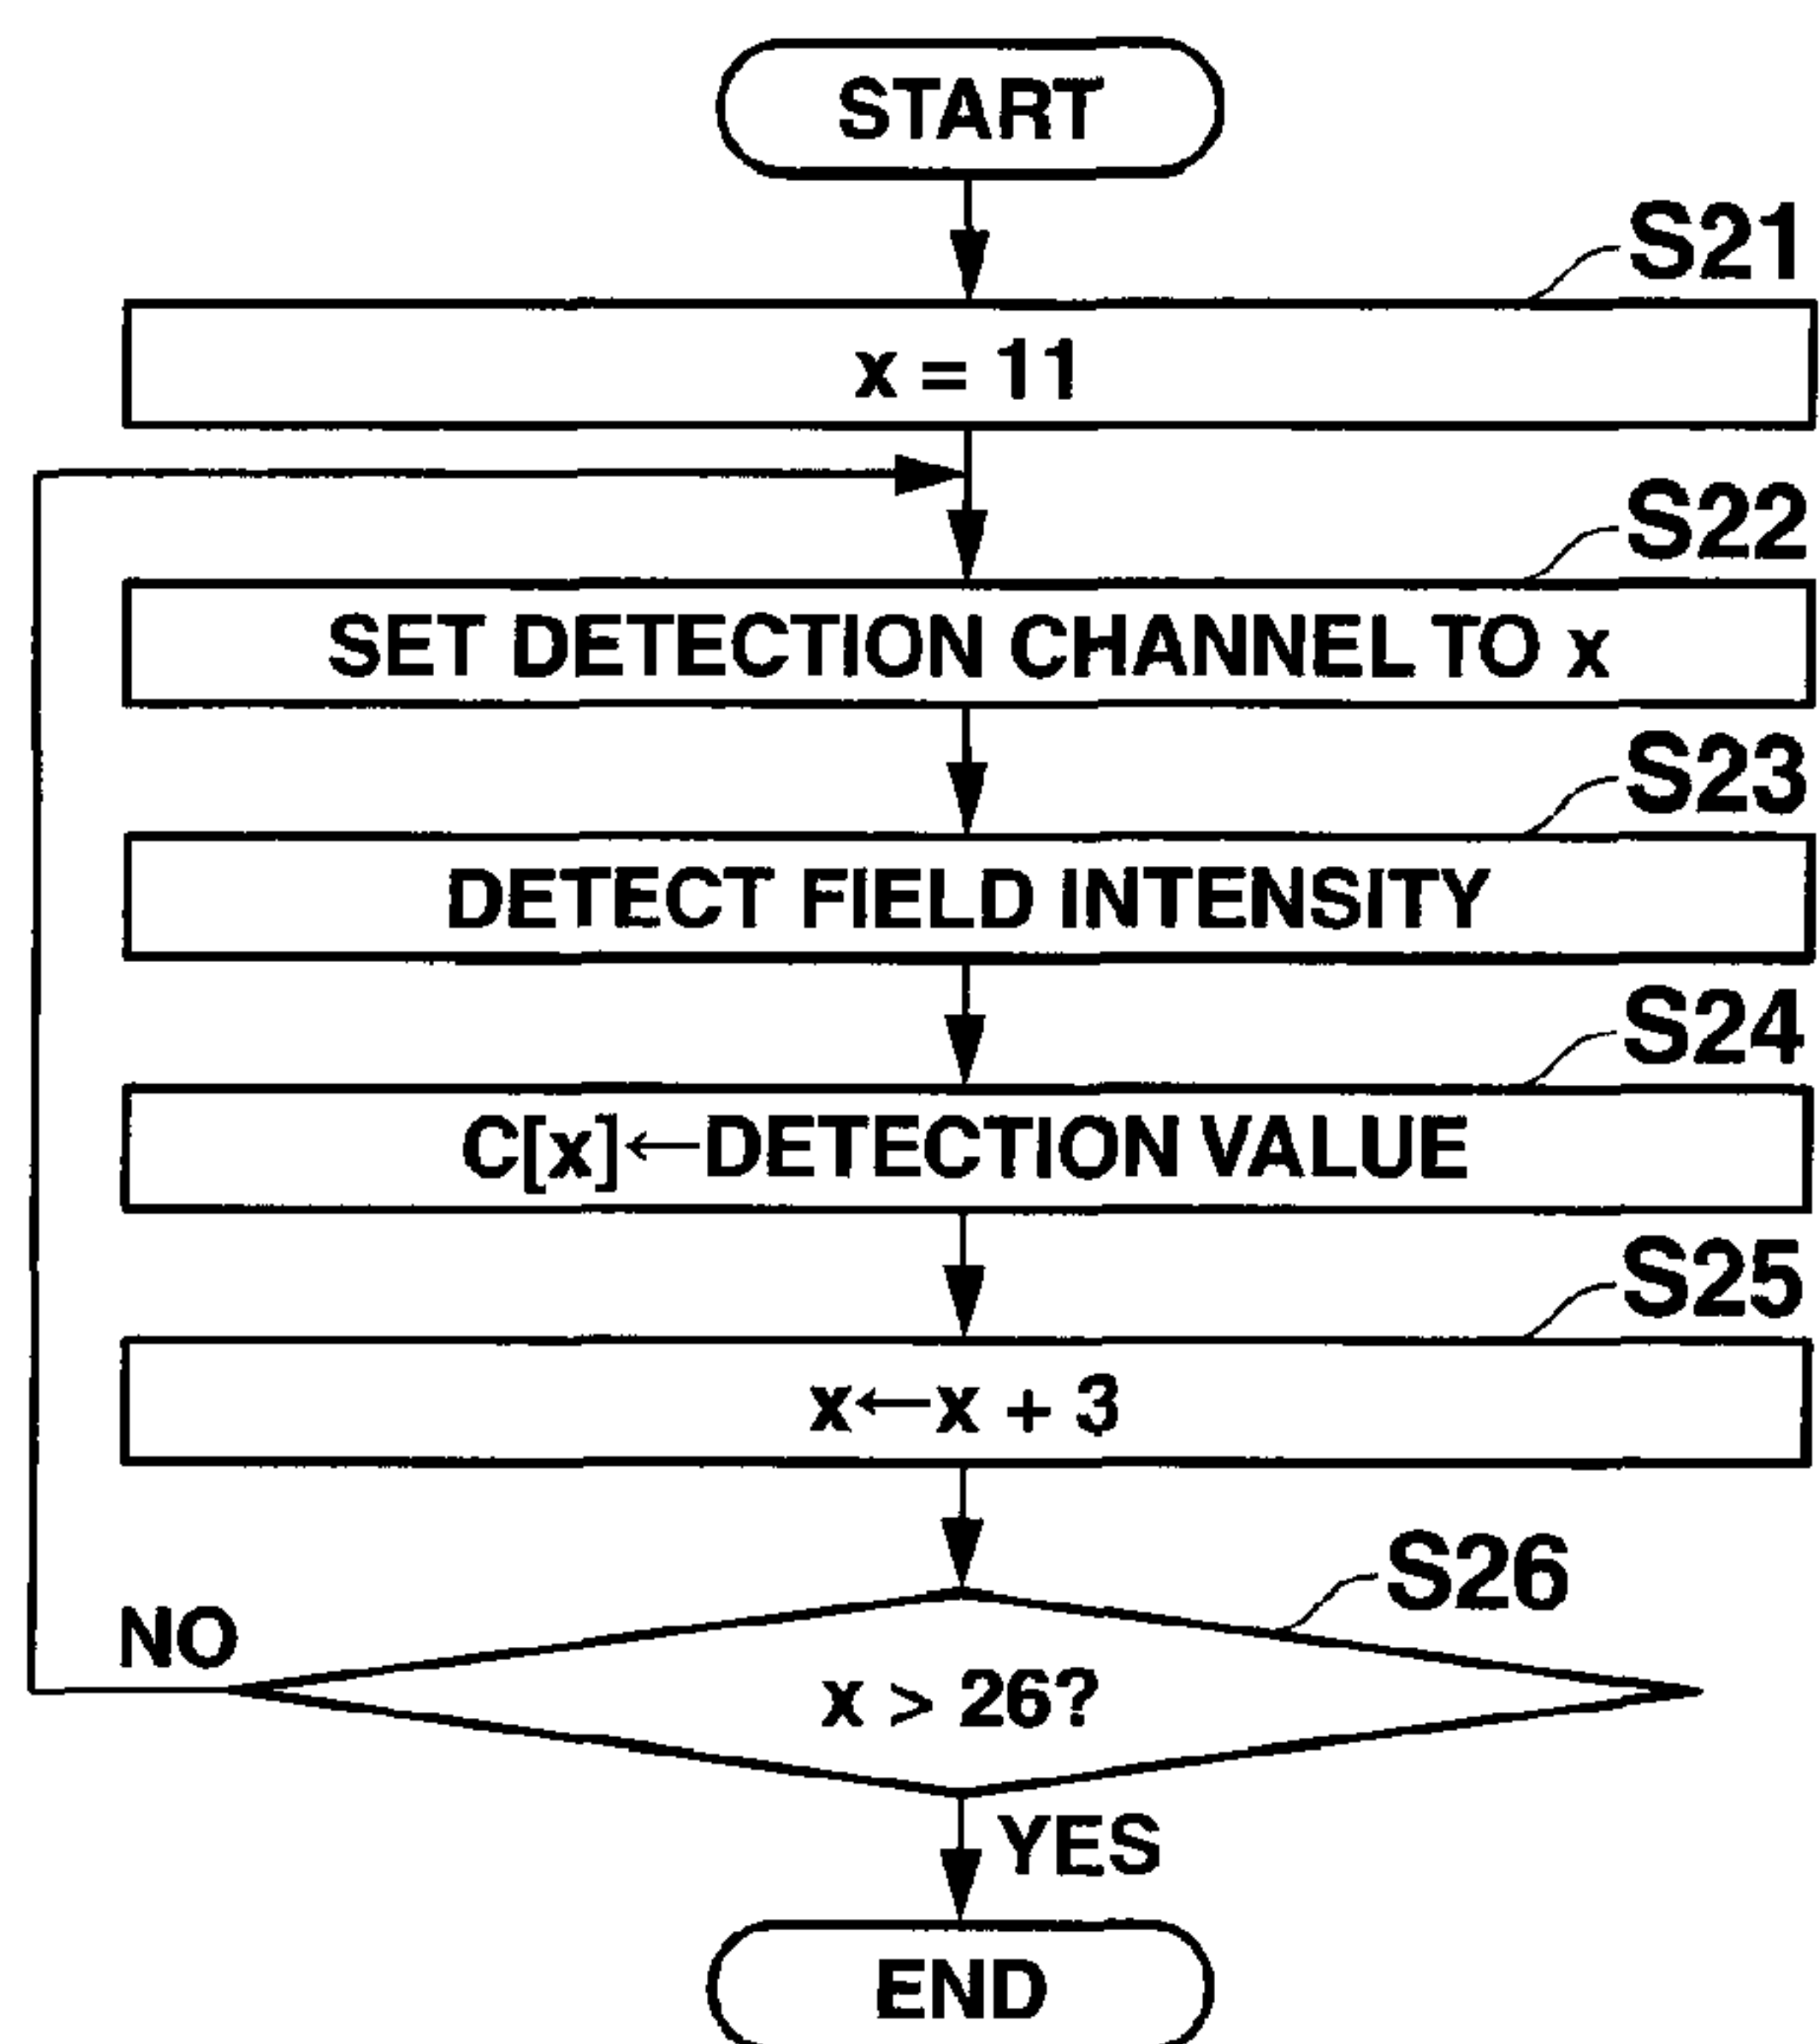 START
S21
x = 11
S22
SET DETECTION CHANNEL TO x
S23
DETECT FIELD INTENSITY
S24
C[x]←DETECTION VALUE
S25
x←x + 3
S26
NO
x > 26?
YES
END